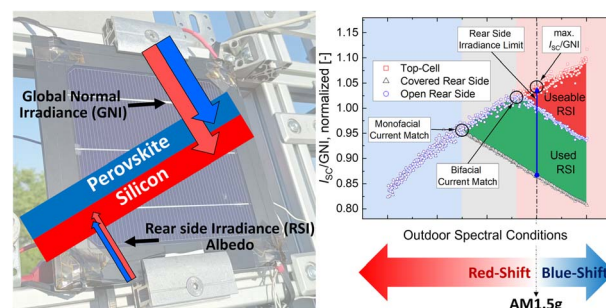 Global Normal
Irradiance (GNI)
Perovskite
Silicon
Rear side Irradiance (RSI)
Albedo
I_SC/GNI, normalized [-]
1.10
1.05
1.00
0.95
0.90
0.85
0.80
Top-Cell
Covered Rear Side
Open Rear Side
Rear Side
Irradiance Limit
max.
I_SC/GNI
Monofacial
Current Match
Bifacial
Current Match
Useable
RSI
Used
RSI
Outdoor Spectral Conditions
Red-Shift
Blue-Shift
AM1.5g